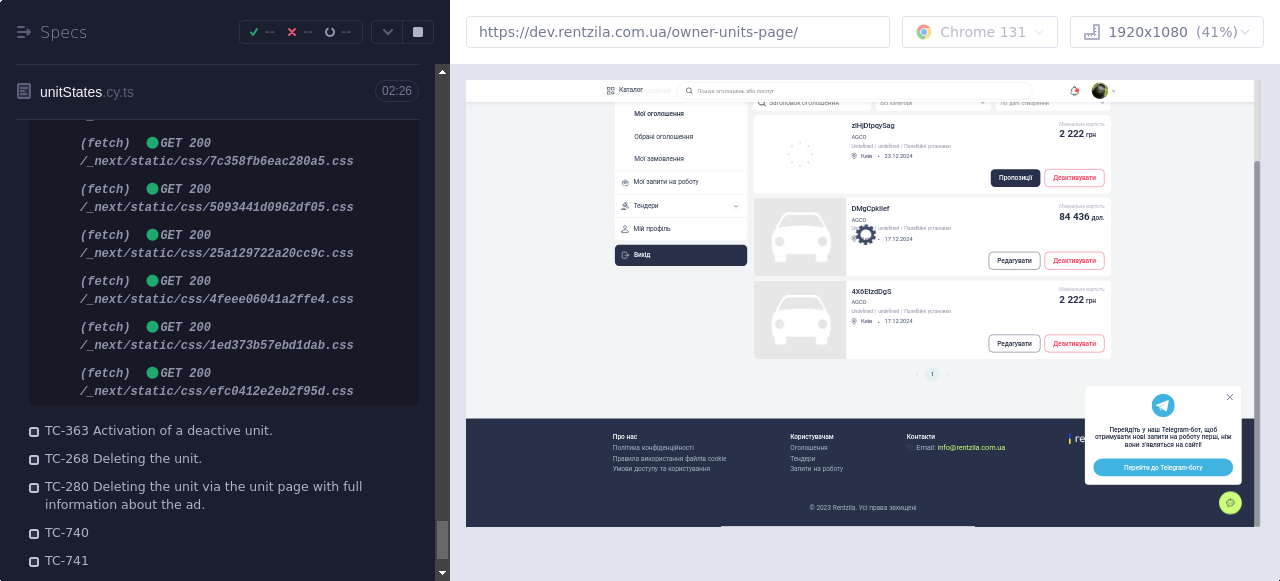 Specs
--
--
--
https://dev.rentzila.com.ua/owner-units-page/
Chrome 131
1920x1080 (41%)
unitStates.cy.ts
02:26
(fetch) GET 200
/_next/static/css/7c358fb6eac280a5.css
(fetch) GET 200
/_next/static/css/5093441d0962df05.css
(fetch) GET 200
/_next/static/css/25a129722a20cc9c.css
(fetch) GET 200
/_next/static/css/4feee06041a2ffe4.css
(fetch) GET 200
/_next/static/css/1ed373b57ebd1dab.css
(fetch) GET 200
/_next/static/css/efc0412e2eb2f95d.css
TC-363 Activation of a deactive unit.
TC-268 Deleting the unit.
TC-280 Deleting the unit via the unit page with full
information about the ad.
TC-740
TC-741
Каталог
Пошук оголошень або послуг
Мої оголошення
Обрані оголошення
Мої замовлення
Мої запити на роботу
Тендери
Мій профіль
Вихід
Заголовок оголошення
Всі категорії
По даті створення
ziHjDtpqySag
AGCO
Undefined / undefined / Палебійні установки
Київ • 23.12.2024
Мінімальна вартість
2 222 грн
Пропозиції
Деактивувати
AGCO
17.12.2024
Мінімальна вартість
84 436 дол.
Редагувати
Деактивувати
4X6EtzdDgS
AGCO
Undefined / undefined / Палебійні установки
Київ • 17.12.2024
Мінімальна вартість
2 222 грн
Редагувати
Деактивувати
1
Про нас
Політика конфіденційності
Правила використання файлів cookie
Умови доступу та користування
Користувачам
Оголошення
Тендери
Запити на роботу
Контакти
Email: info@rentzila.com.ua
re
© 2023 Rentzila. Усі права захищені
Перейдіть у наш Telegram-бот, щоб
отримувати нові запити на роботу перш, ніж
вони зʼявляться на сайті!
Перейти до Telegram-боту